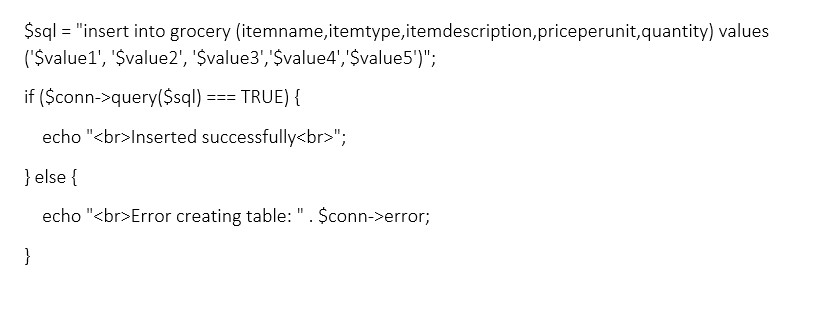 $sql = "insert into grocery (itemname,itemtype,itemdescription,priceperunit,quantity) values
('$value1', '$value2', '$value3','$value4','$value5')";
if ($conn->query($sql) === TRUE) {
echo "<br>Inserted successfully<br>";
} else {
echo "<br>Error creating table: " . $conn->error;
}